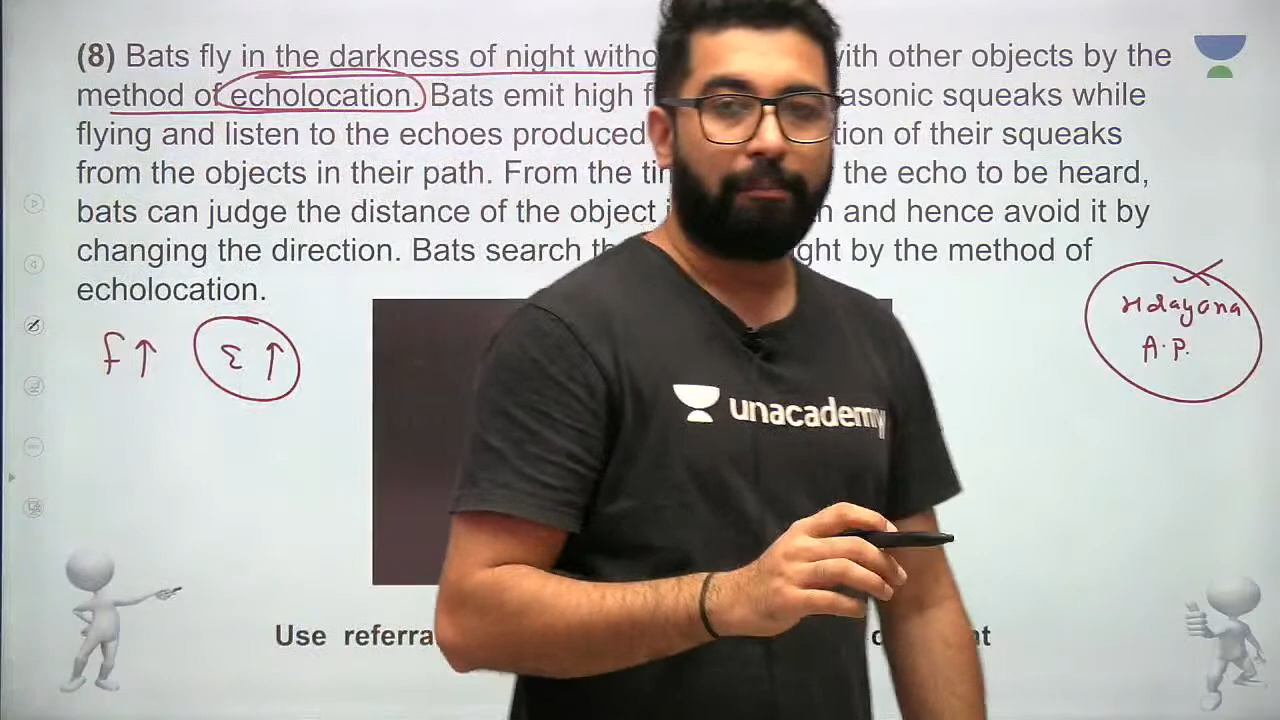 (8) Bats fly in the darkness of night witho with other objects by the
method of echolocation. Bats emit high f asonic squeaks while
flying and listen to the echoes produced tion of their squeaks
from the objects in their path. From the tim the echo to be heard,
bats can judge the distance of the object and hence avoid it by
changing the direction. Bats search th ght by the method of
echolocation.
f↑ ↑
A.P.
unacademy
Use referra